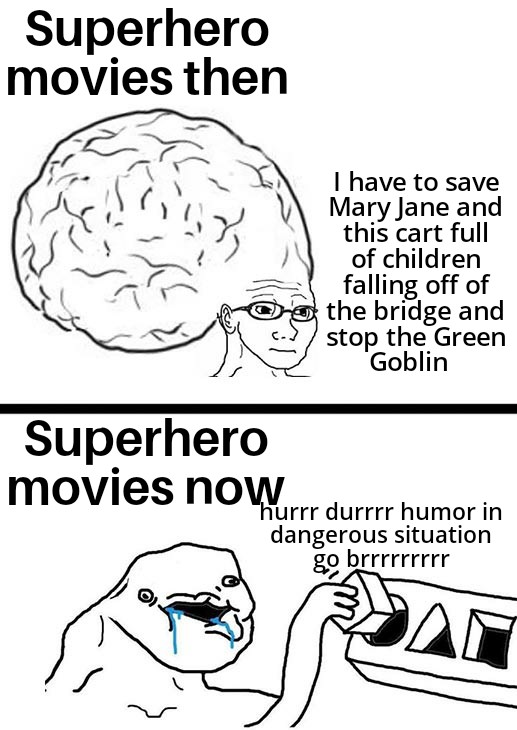 Superhero
movies then
I have to save
Mary Jane and
this cart full
of children
falling off of
the bridge and
stop the Green
Goblin
Superhero
movies now
hurrr durrrr humor in
dangerous situation
go brrrrrrrrr